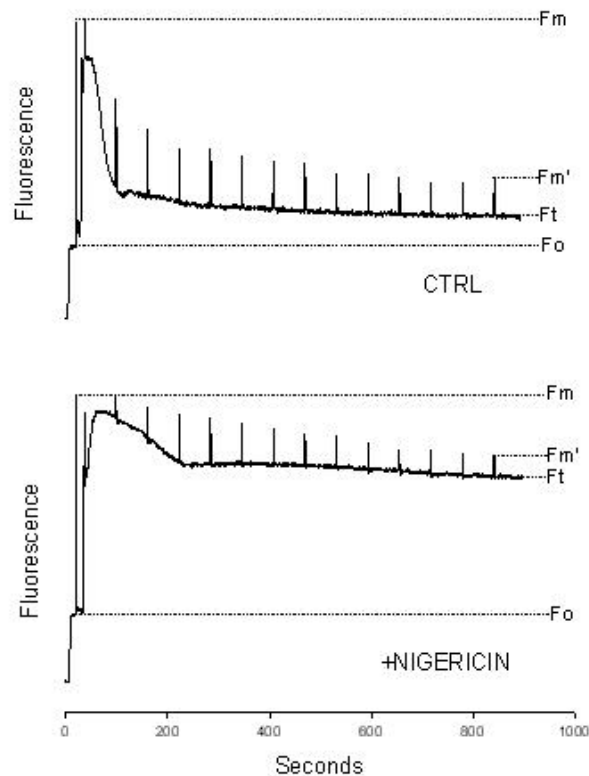 Fm
Fluorescence
Fm'
Ft
Fo
CTRL
Fm
Fluorescence
Fm'
Ft
Fo
+NIGERICIN
0 200 400 600 800 1000
Seconds